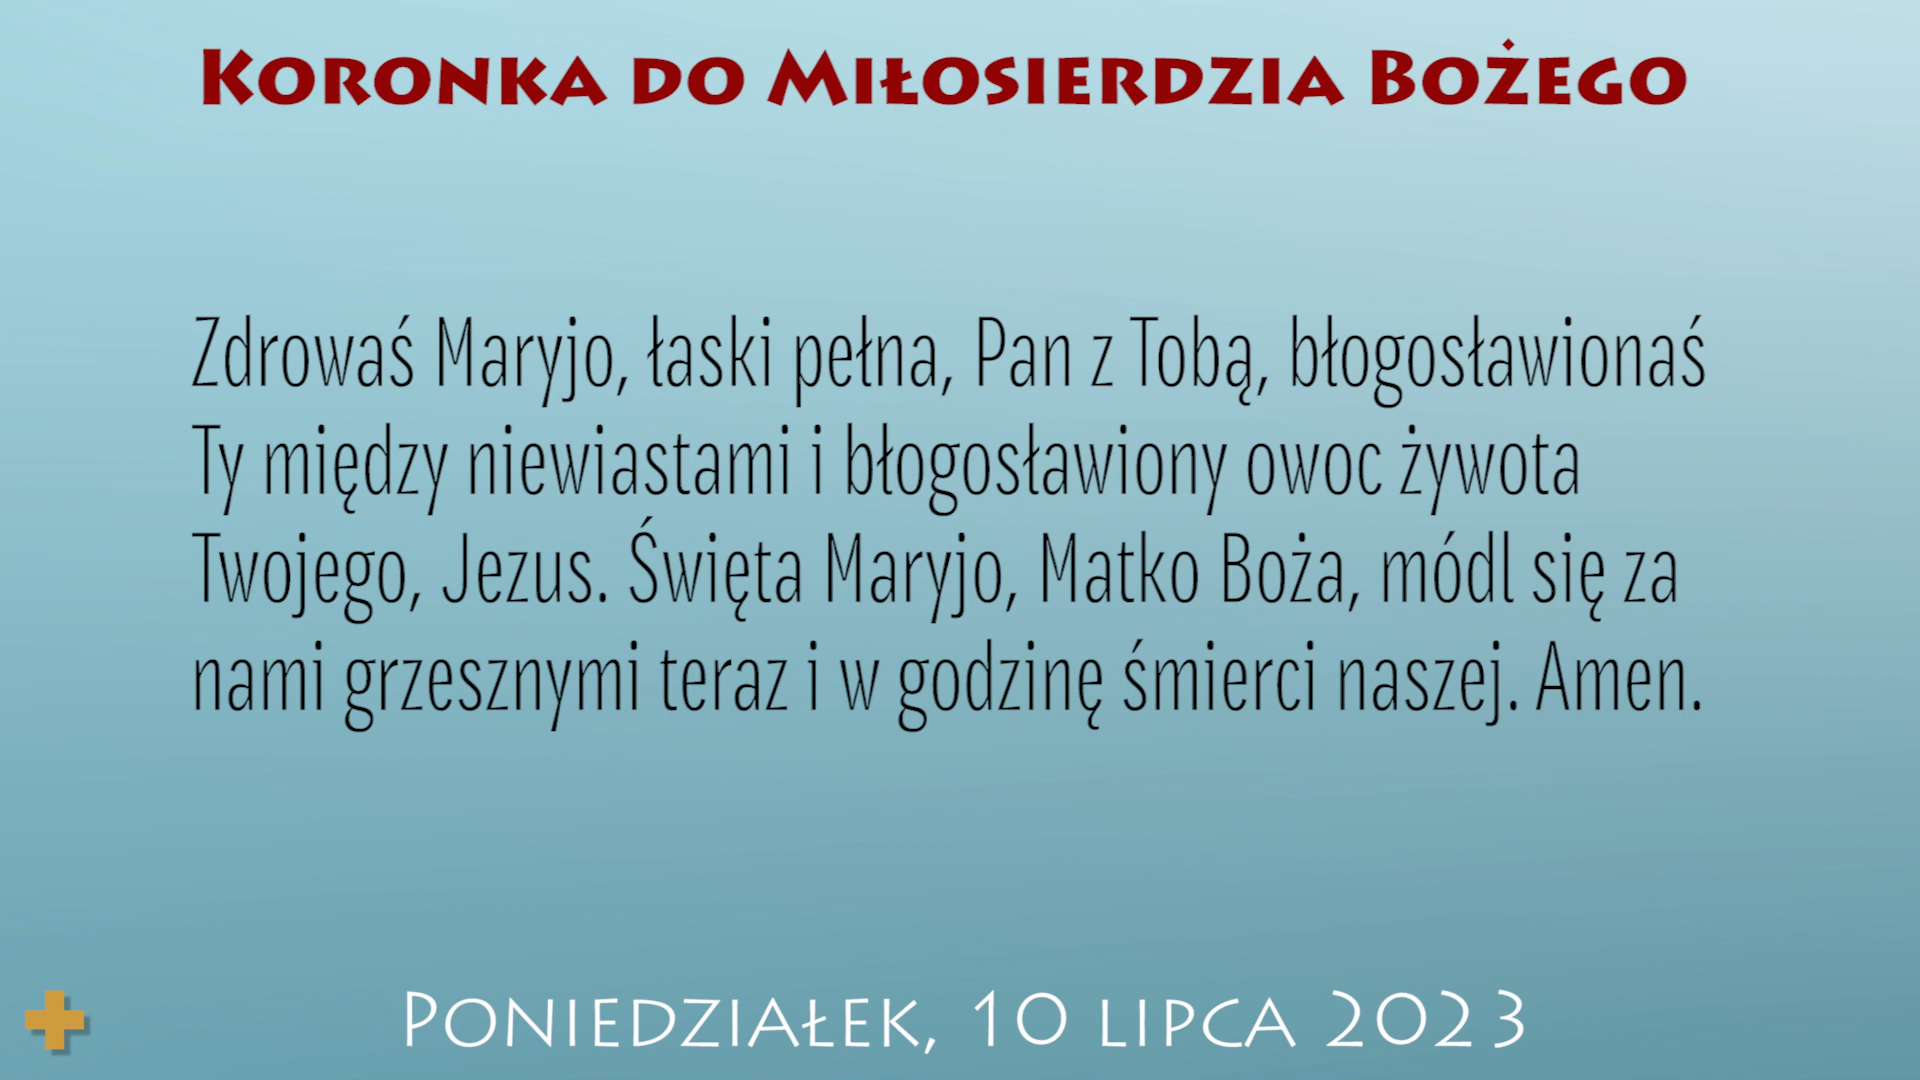 Koronka do Miłosierdzia Bożego
Zdrowaś Maryjo, łaski pełna, Pan z Tobą, błogosławionaś
Ty między niewiastami i błogosławiony owoc żywota
Twojego, Jezus. Święta Maryjo, Matko Boża, módl się za
nami grzesznymi teraz i w godzinę śmierci naszej. Amen.
Poniedziałek, 10 lipca 2023